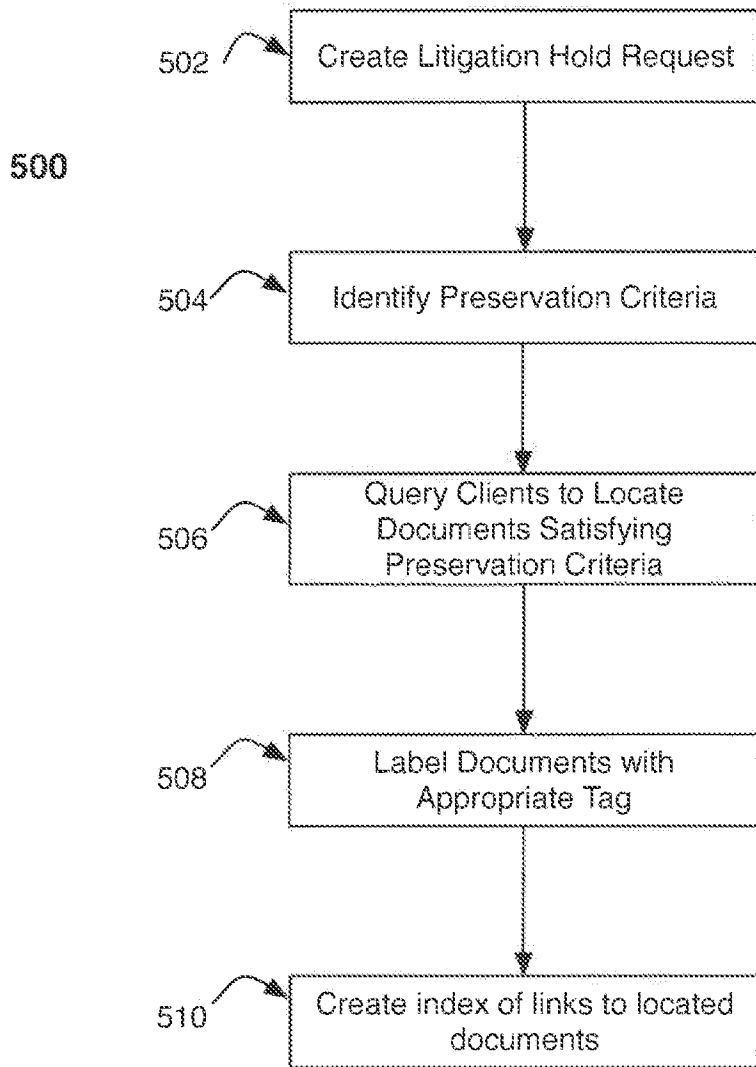 502
Create Litigation Hold Request
500
504
Identify Preservation Criteria
506
Query Clients to Locate
Documents Satisfying
Preservation Criteria
508
Label Documents with
Appropriate Tag
510
Create index of links to located
documents